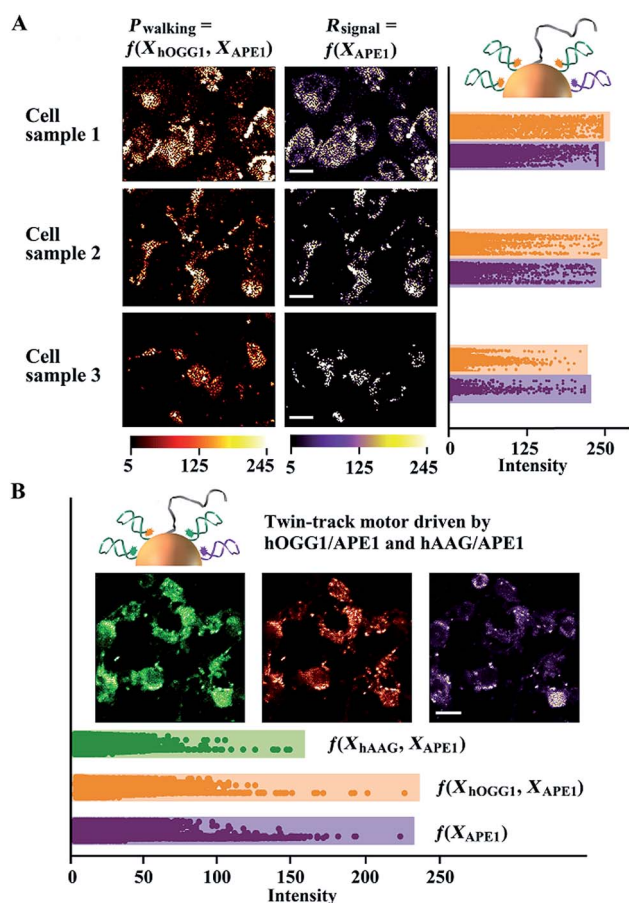 A
P walking =
f(X hOGG1, X APE1)
R signal =
f(X APE1)
Cell
sample 1
Cell
sample 2
Cell
sample 3
5 125 245
5 125 245
0 125 250
Intensity
B
Twin-track motor driven by
hOGG1/APE1 and hAAG/APE1
f(X hAAG, X APE1)
f(X hOGG1, X APE1)
f(X APE1)
0 50 100 150 200 250
Intensity